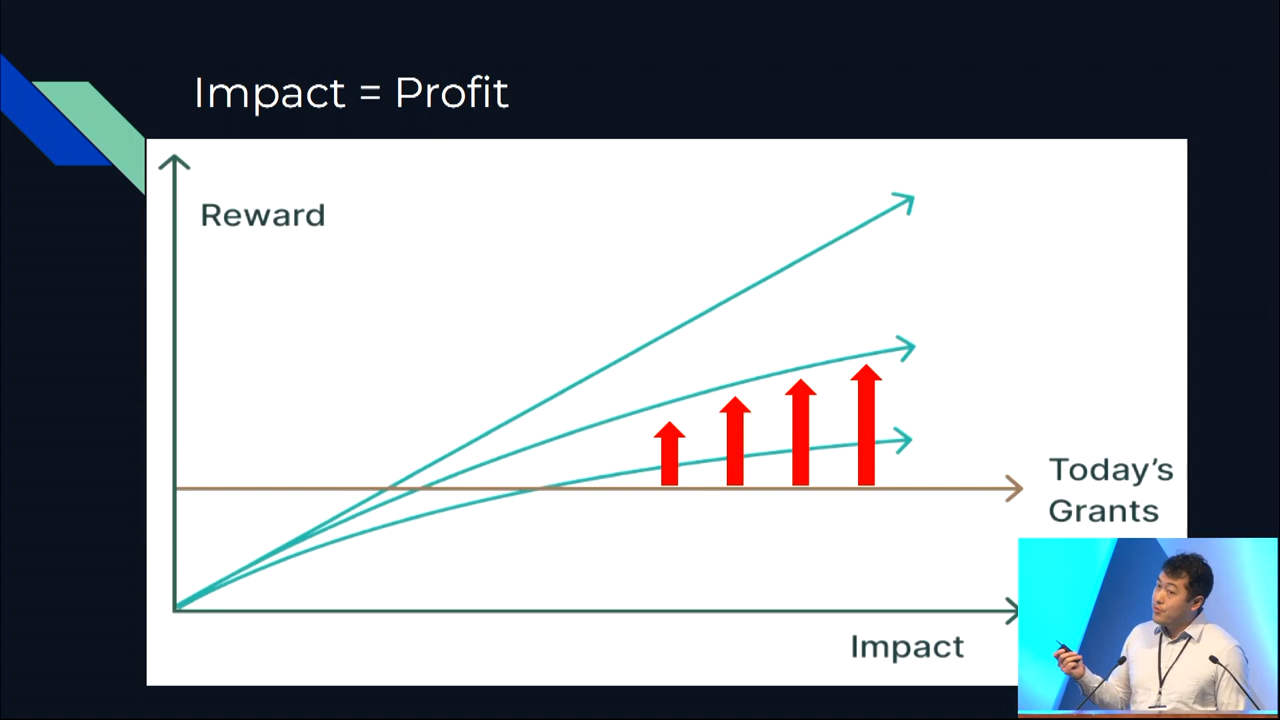 Impact = Profit
Reward
Today’s
Grants
Impact